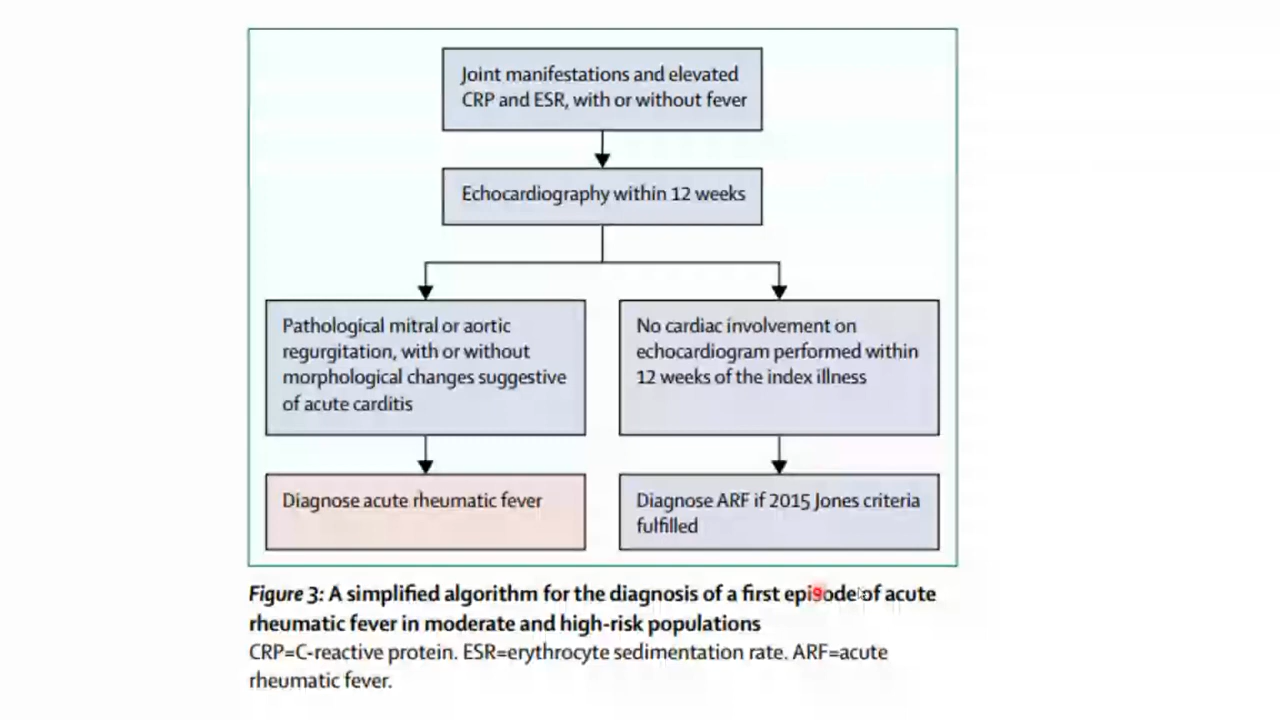 Joint manifestations and elevated
CRP and ESR, with or without fever
Echocardiography within 12 weeks
Pathological mitral or aortic
regurgitation, with or without
morphological changes suggestive
of acute carditis
No cardiac involvement on
echocardiogram performed within
12 weeks of the index illness
Diagnose acute rheumatic fever
Diagnose ARF if 2015 Jones criteria
fulfilled
Figure 3: A simplified algorithm for the diagnosis of a first episode of acute
rheumatic fever in moderate and high-risk populations
CRP=C-reactive protein. ESR=erythrocyte sedimentation rate. ARF=acute
rheumatic fever.